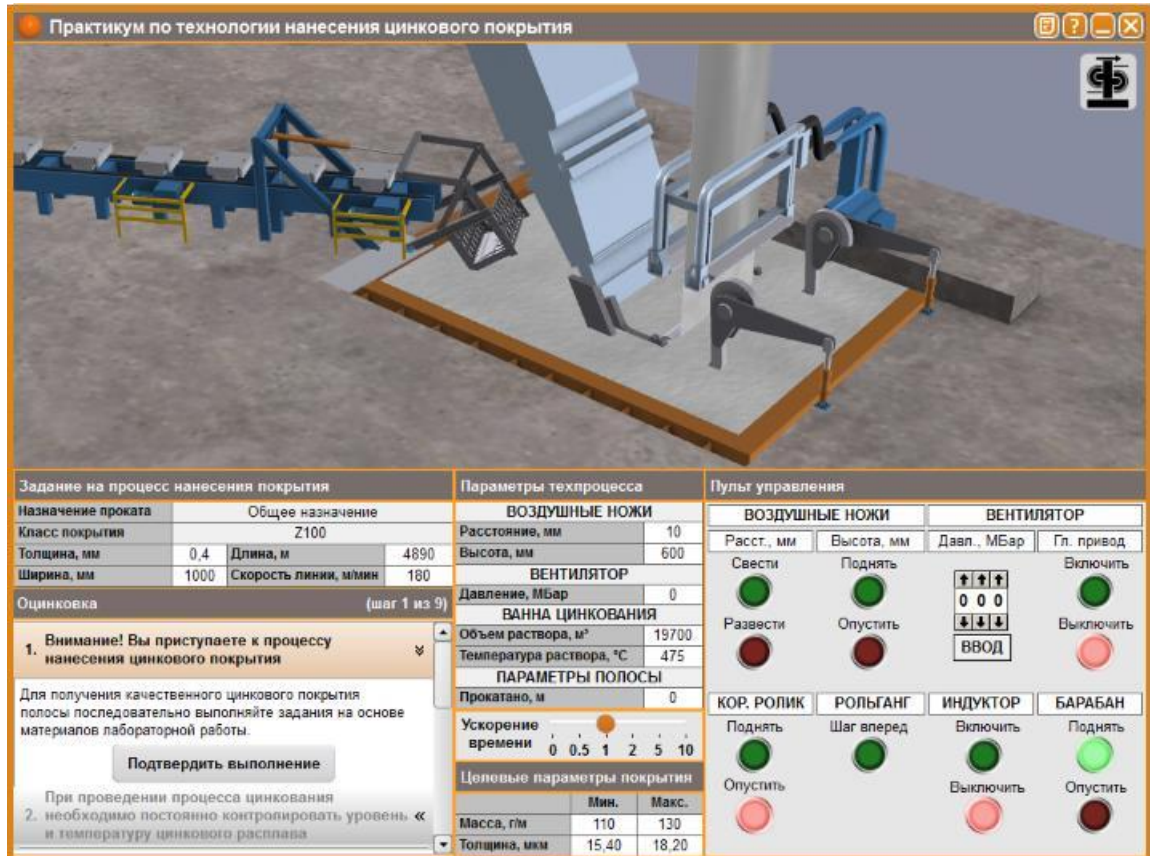 Практикум по технологии нанесения цинкового покрытия
Задание на процесс нанесения покрытия
Назначение проката Общее назначение
Класс покрытия Z100
Толщина, мм 0,4 Длина, м 4890
Ширина, мм 1000 Скорость линии, м/мин 180
Оцинковка (шаг 1 из 9)
1. Внимание! Вы приступаете к процессу
нанесения цинкового покрытия
Для получения качественного цинкового покрытия
полосы последовательно выполняйте задания на основе
материалов лабораторной работы.
Подтвердить выполнение
При проведении процесса цинкования
2. необходимо постоянно контролировать уровень
и температуру цинкового расплава
Параметры техпроцесса
ВОЗДУШНЫЕ НОЖИ
Расстояние, мм 10
Высота, мм 600
ВЕНТИЛЯТОР
Давление, МБар 0
ВАННА ЦИНКОВАНИЯ
Объем раствора, м³ 19700
Температура раствора, °С 475
ПАРАМЕТРЫ ПОЛОСЫ
Прокатано, м 0
Ускорение
времени 0 0.5 1 2 5 10
Целевые параметры покрытия
Мин. Макс.
Масса, г/м 110 130
Толщина, мкм 15,40 18,20
Пульт управления
ВОЗДУШНЫЕ НОЖИ ВЕНТИЛЯТОР
Расст., мм Высота, мм Давл., МБар Гл. привод
Свести Поднять Включить
0 0 0
Развести Опустить ВВОД Выключить
КОР. РОЛИК РОЛЬГАНГ ИНДУКТОР БАРАБАН
Поднять Шаг вперед Включить Поднять
Опустить Выключить Опустить